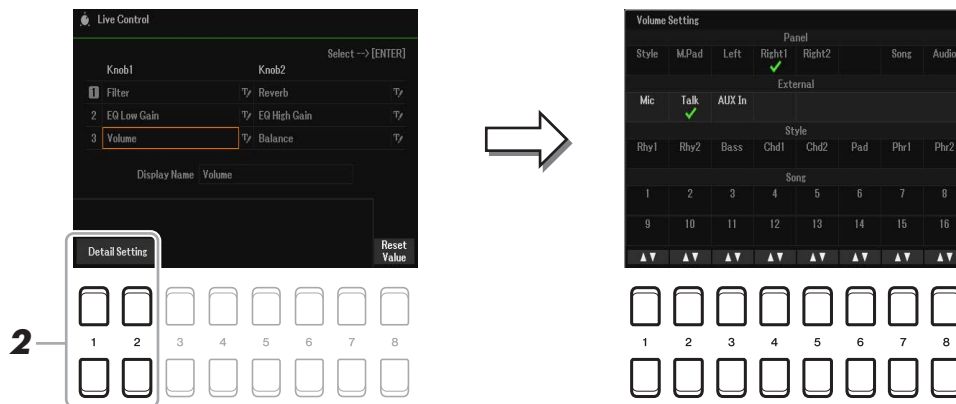 Live Control
Select -->[ENTER]
Knob1 Knob2
1 Filter Reverb
2 EQ Low Gain EQ High Gain
3 Volume Balance
Display Name Volume
Detail Setting
Reset
Value
2
1 2 3 4 5 6 7 8
Volume Setting
Panel
Style M.Pad Left Right1 Right2 Song Audio
External
Mic Talk AUX In
Style
Rhy1 Rhy2 Bass Chd1 Chd2 Pad Phr1 Phr2
Song
1 2 3 4 5 6 7 8
9 10 11 12 13 14 15 16
1 2 3 4 5 6 7 8